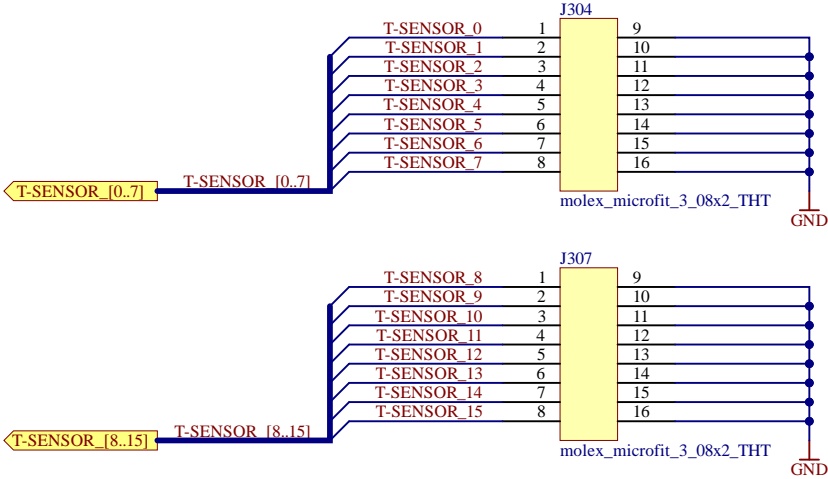 J304
T-SENSOR_0 1 9
T-SENSOR_1 2 10
T-SENSOR_2 3 11
T-SENSOR_3 4 12
T-SENSOR_4 5 13
T-SENSOR_5 6 14
T-SENSOR_6 7 15
T-SENSOR_7 8 16
T-SENSOR_[0..7] T-SENSOR_[0..7]
molex_microfit_3_08x2_THT
GND
J307
T-SENSOR_8 1 9
T-SENSOR_9 2 10
T-SENSOR_10 3 11
T-SENSOR_11 4 12
T-SENSOR_12 5 13
T-SENSOR_13 6 14
T-SENSOR_14 7 15
T-SENSOR_15 8 16
T-SENSOR_[8..15] T-SENSOR_[8..15]
molex_microfit_3_08x2_THT
GND